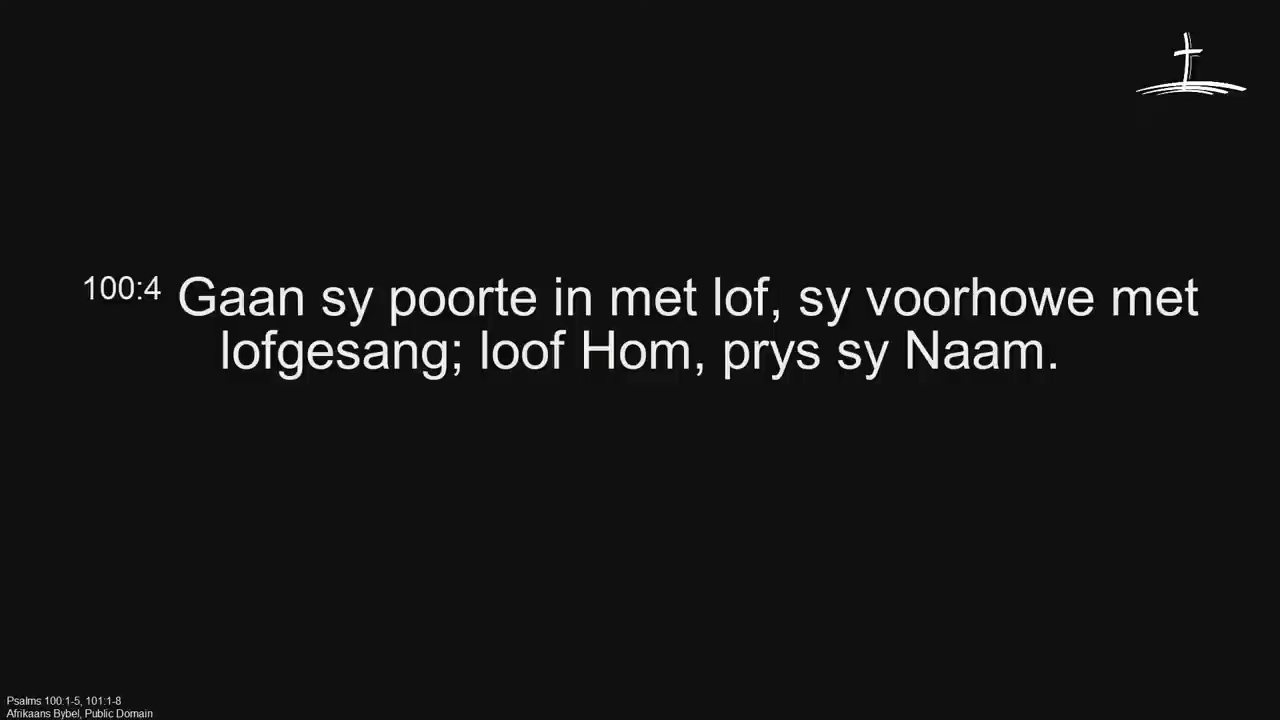 100:4 Gaan sy poorte in met lof, sy voorhowe met
lofgesang; loof Hom, prys sy Naam.
Psalms 100:1-5, 101:1-8
Afrikaans Bybel, Public Domain